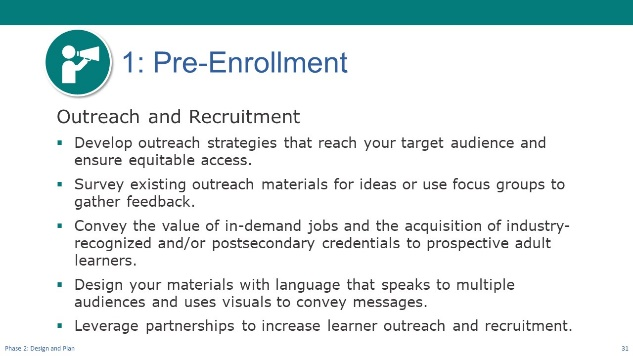 1: Pre-Enrollment
Outreach and Recruitment
▪ Develop outreach strategies that reach your target audience and
ensure equitable access.
▪ Survey existing outreach materials for ideas or use focus groups to
gather feedback.
▪ Convey the value of in-demand jobs and the acquisition of industry-
recognized and/or postsecondary credentials to prospective adult
learners.
▪ Design your materials with language that speaks to multiple
audiences and uses visuals to convey messages.
▪ Leverage partnerships to increase learner outreach and recruitment.
Phase 2: Design and Plan
31